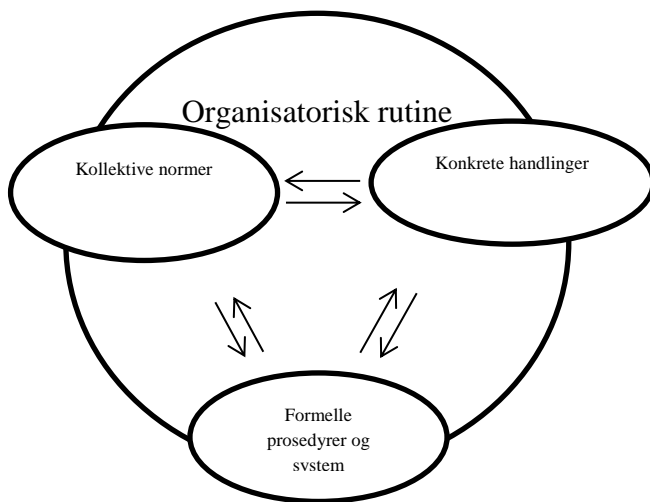 Organisatorisk rutine
Kollektive normer
Konkrete handlinger
Formelle
prosedyrer og
system